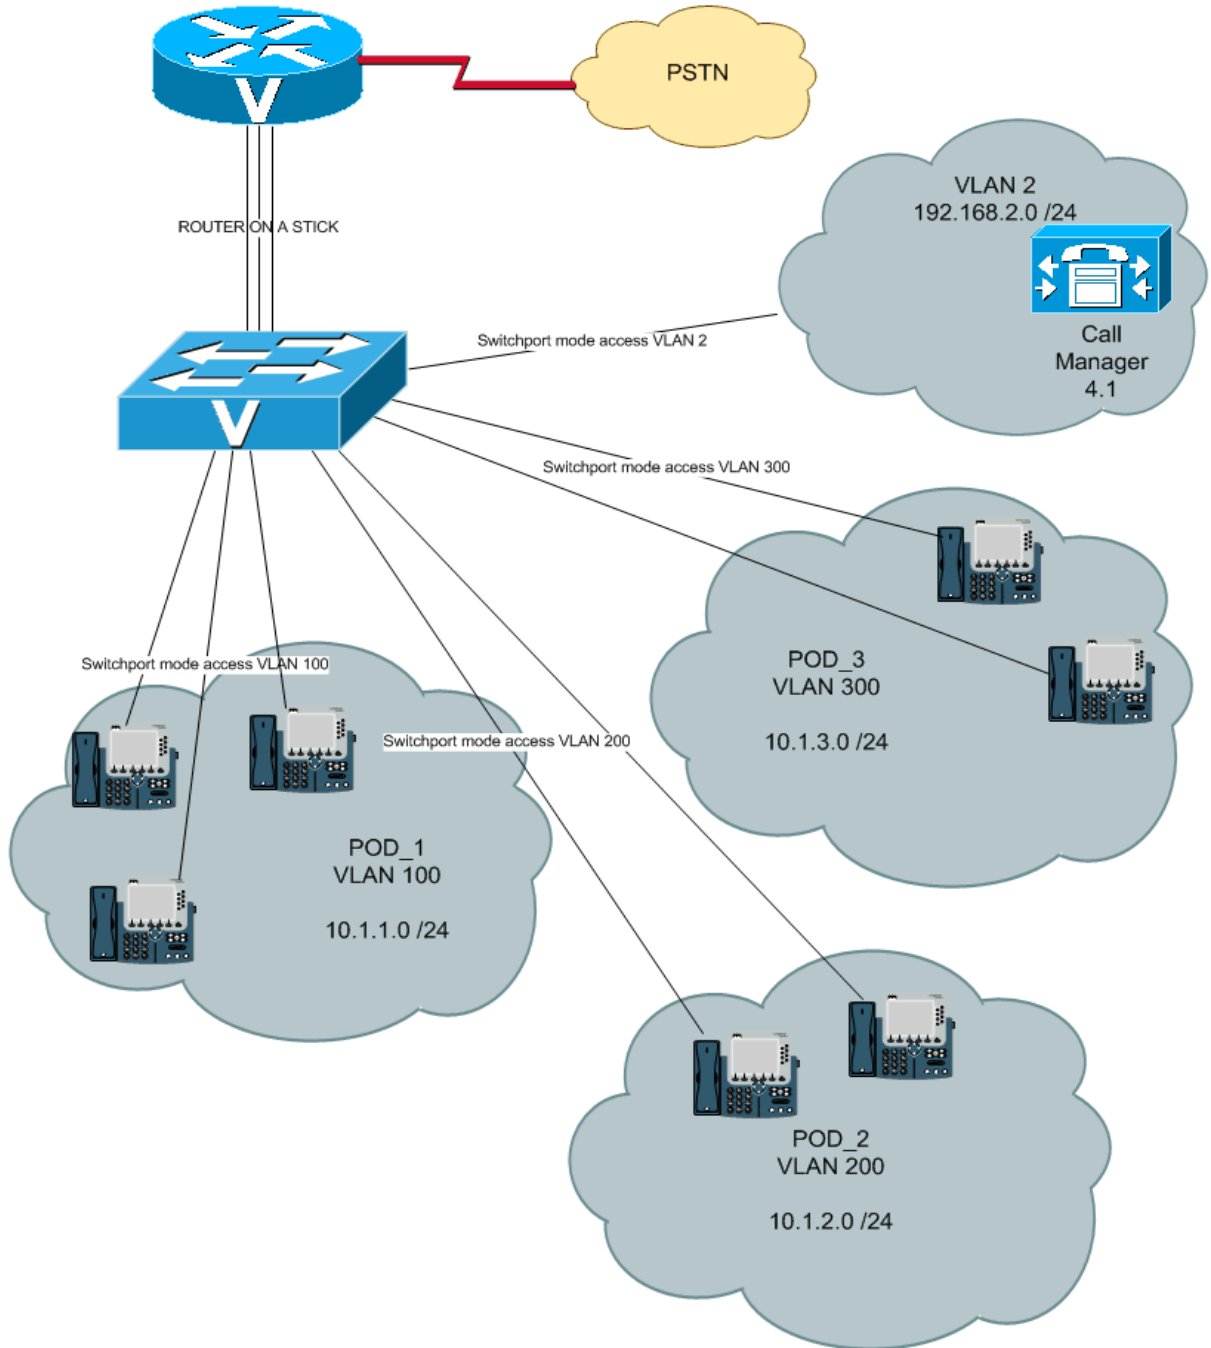 PSTN
VLAN 2
192.168.2.0 /24
ROUTER ON A STICK
V
Switchport mode access VLAN 2
Call
Manager
4.1
V
Switchport mode access VLAN 300
POD_3
VLAN 300
10.1.3.0 /24
Switchport mode access VLAN 100
Switchport mode access VLAN 200
POD_1
VLAN 100
10.1.1.0 /24
POD_2
VLAN 200
10.1.2.0 /24